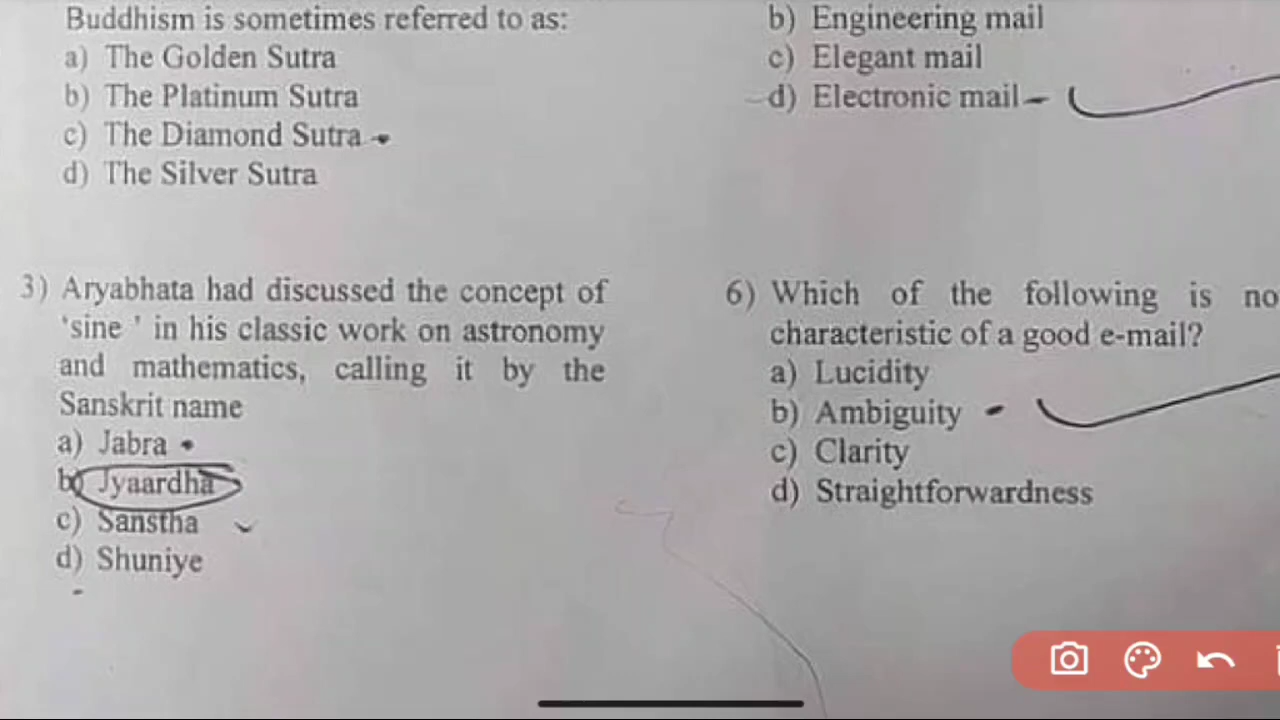 Buddhism is sometimes referred to as:
a) The Golden Sutra
b) The Platinum Sutra
c) The Diamond Sutra
d) The Silver Sutra
3) Aryabhata had discussed the concept of
'sine ' in his classic work on astronomy
and mathematics, calling it by the
Sanskrit name
a) Jabra
b) Jyaardha
c) Sanstha
d) Shuniye
b) Engineering mail
c) Elegant mail
d) Electronic mail
6) Which of the following is no
characteristic of a good e-mail?
a) Lucidity
b) Ambiguity
c) Clarity
d) Straightforwardness